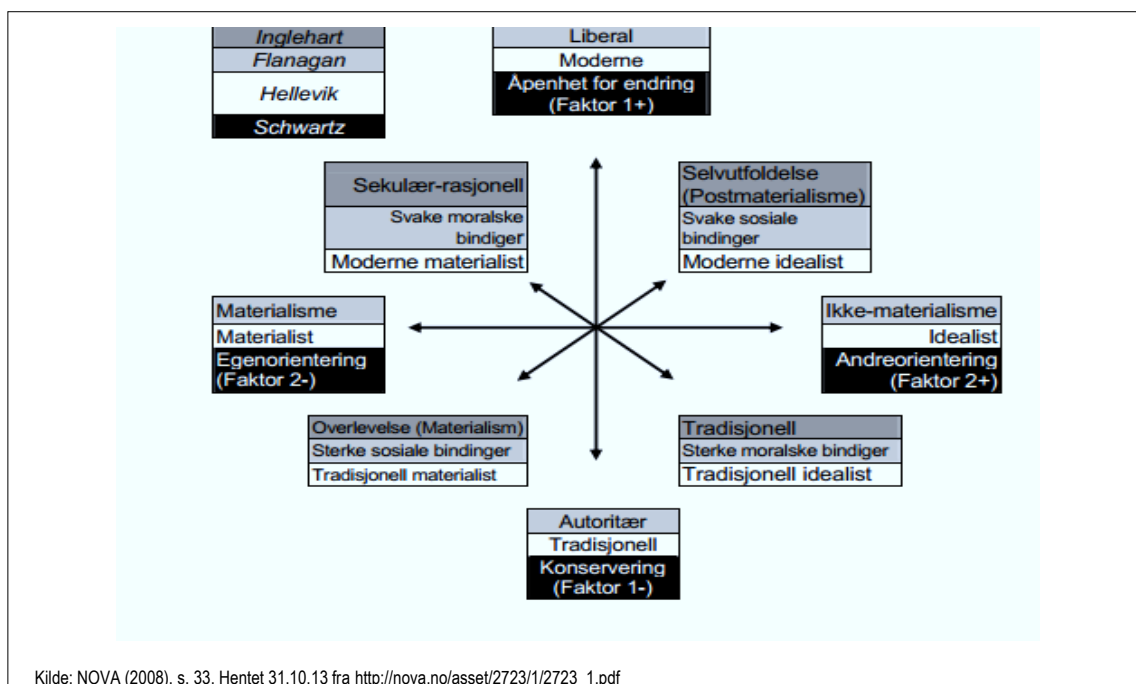 Inglehart
Flanagan
Hellevik
Schwartz
Liberal
Moderne
Åpenhet for endring
(Faktor 1+)
Sekulær-rasjonell
Svake moralske
bindiger
Moderne materialist
Selvutfoldelse
(Postmaterialisme)
Svake sosiale
bindinger
Moderne idealist
Materialisme
Materialist
Egenorientering
(Faktor 2-)
Ikke-materialisme
Idealist
Andreorientering
(Faktor 2+)
Overlevelse (Materialism)
Sterke sosiale bindinger
Tradisjonell materialist
Tradisjonell
Sterke moralske bindiger
Tradisjonell idealist
Autoritær
Tradisjonell
Konservering
(Faktor 1-)
Kilde: NOVA (2008), s. 33. Hentet 31.10.13 fra http://nova.no/asset/2723/1/2723_1.pdf